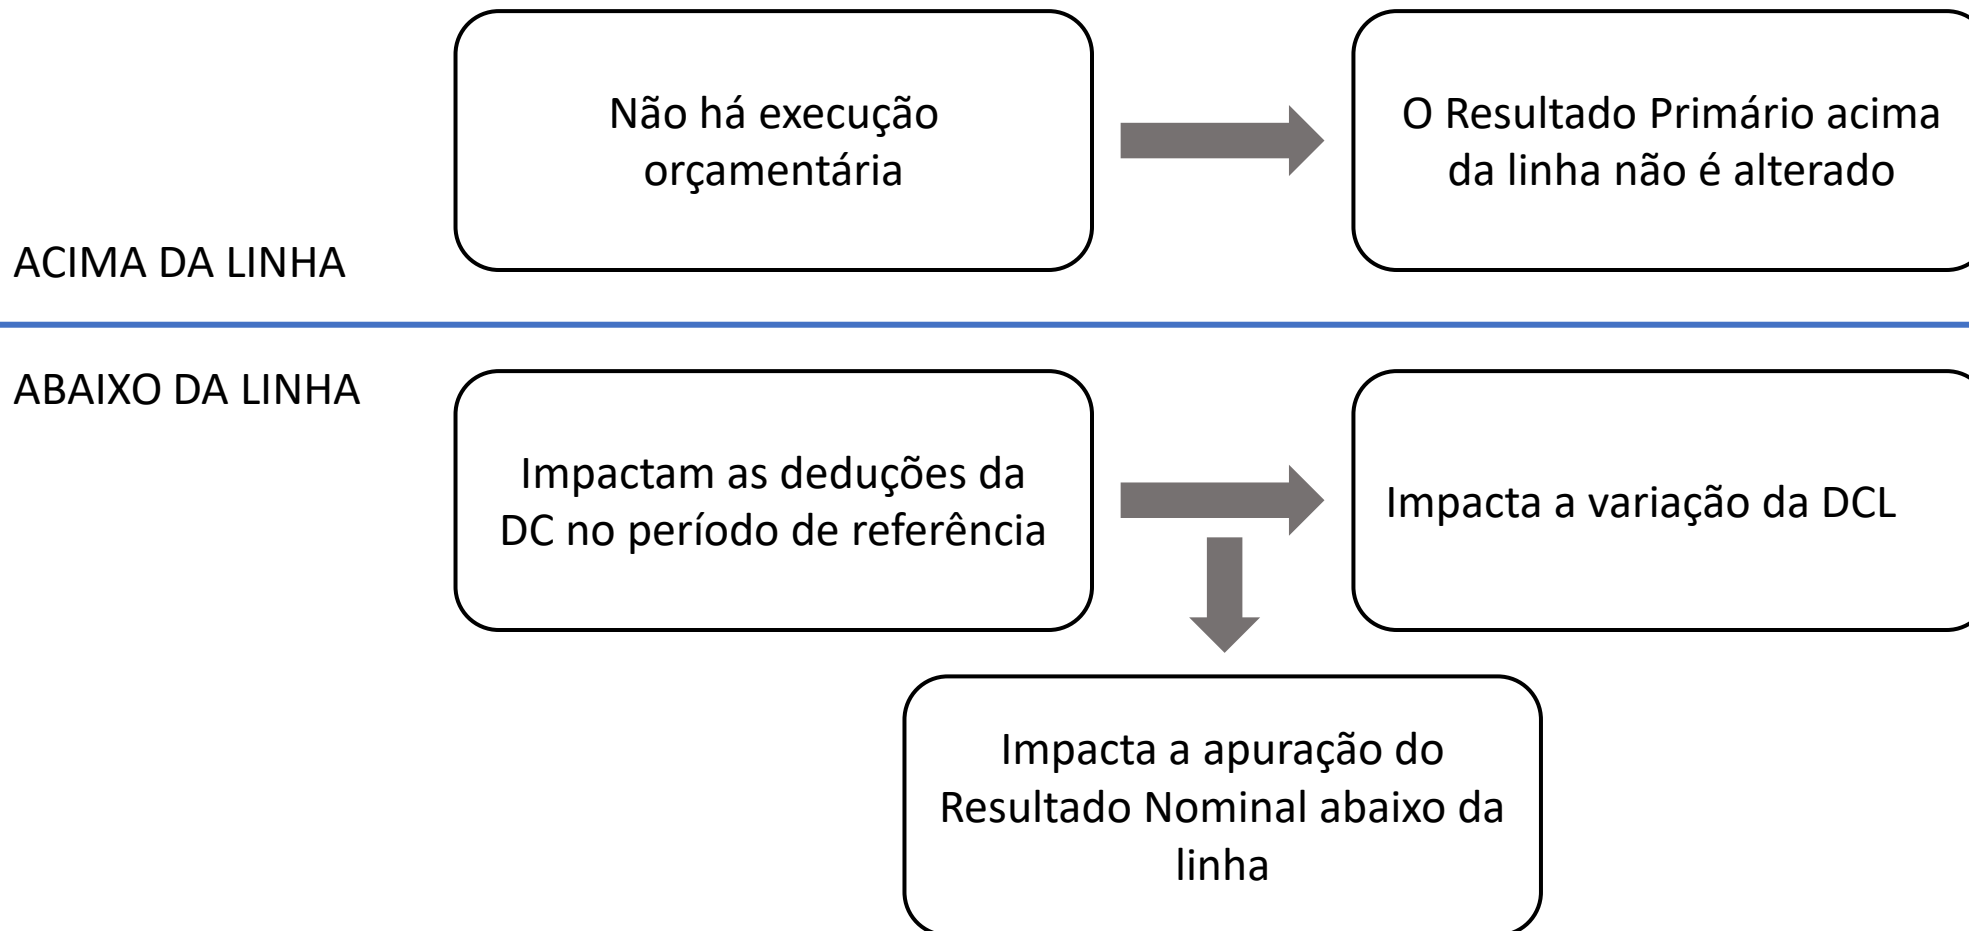 Não há execução
orçamentária
O Resultado Primário acima
da linha não é alterado
ACIMA DA LINHA
ABAIXO DA LINHA
Impactam as deduções da
DC no período de referência
Impacta a variação da DCL
Impacta a apuração do
Resultado Nominal abaixo da
linha